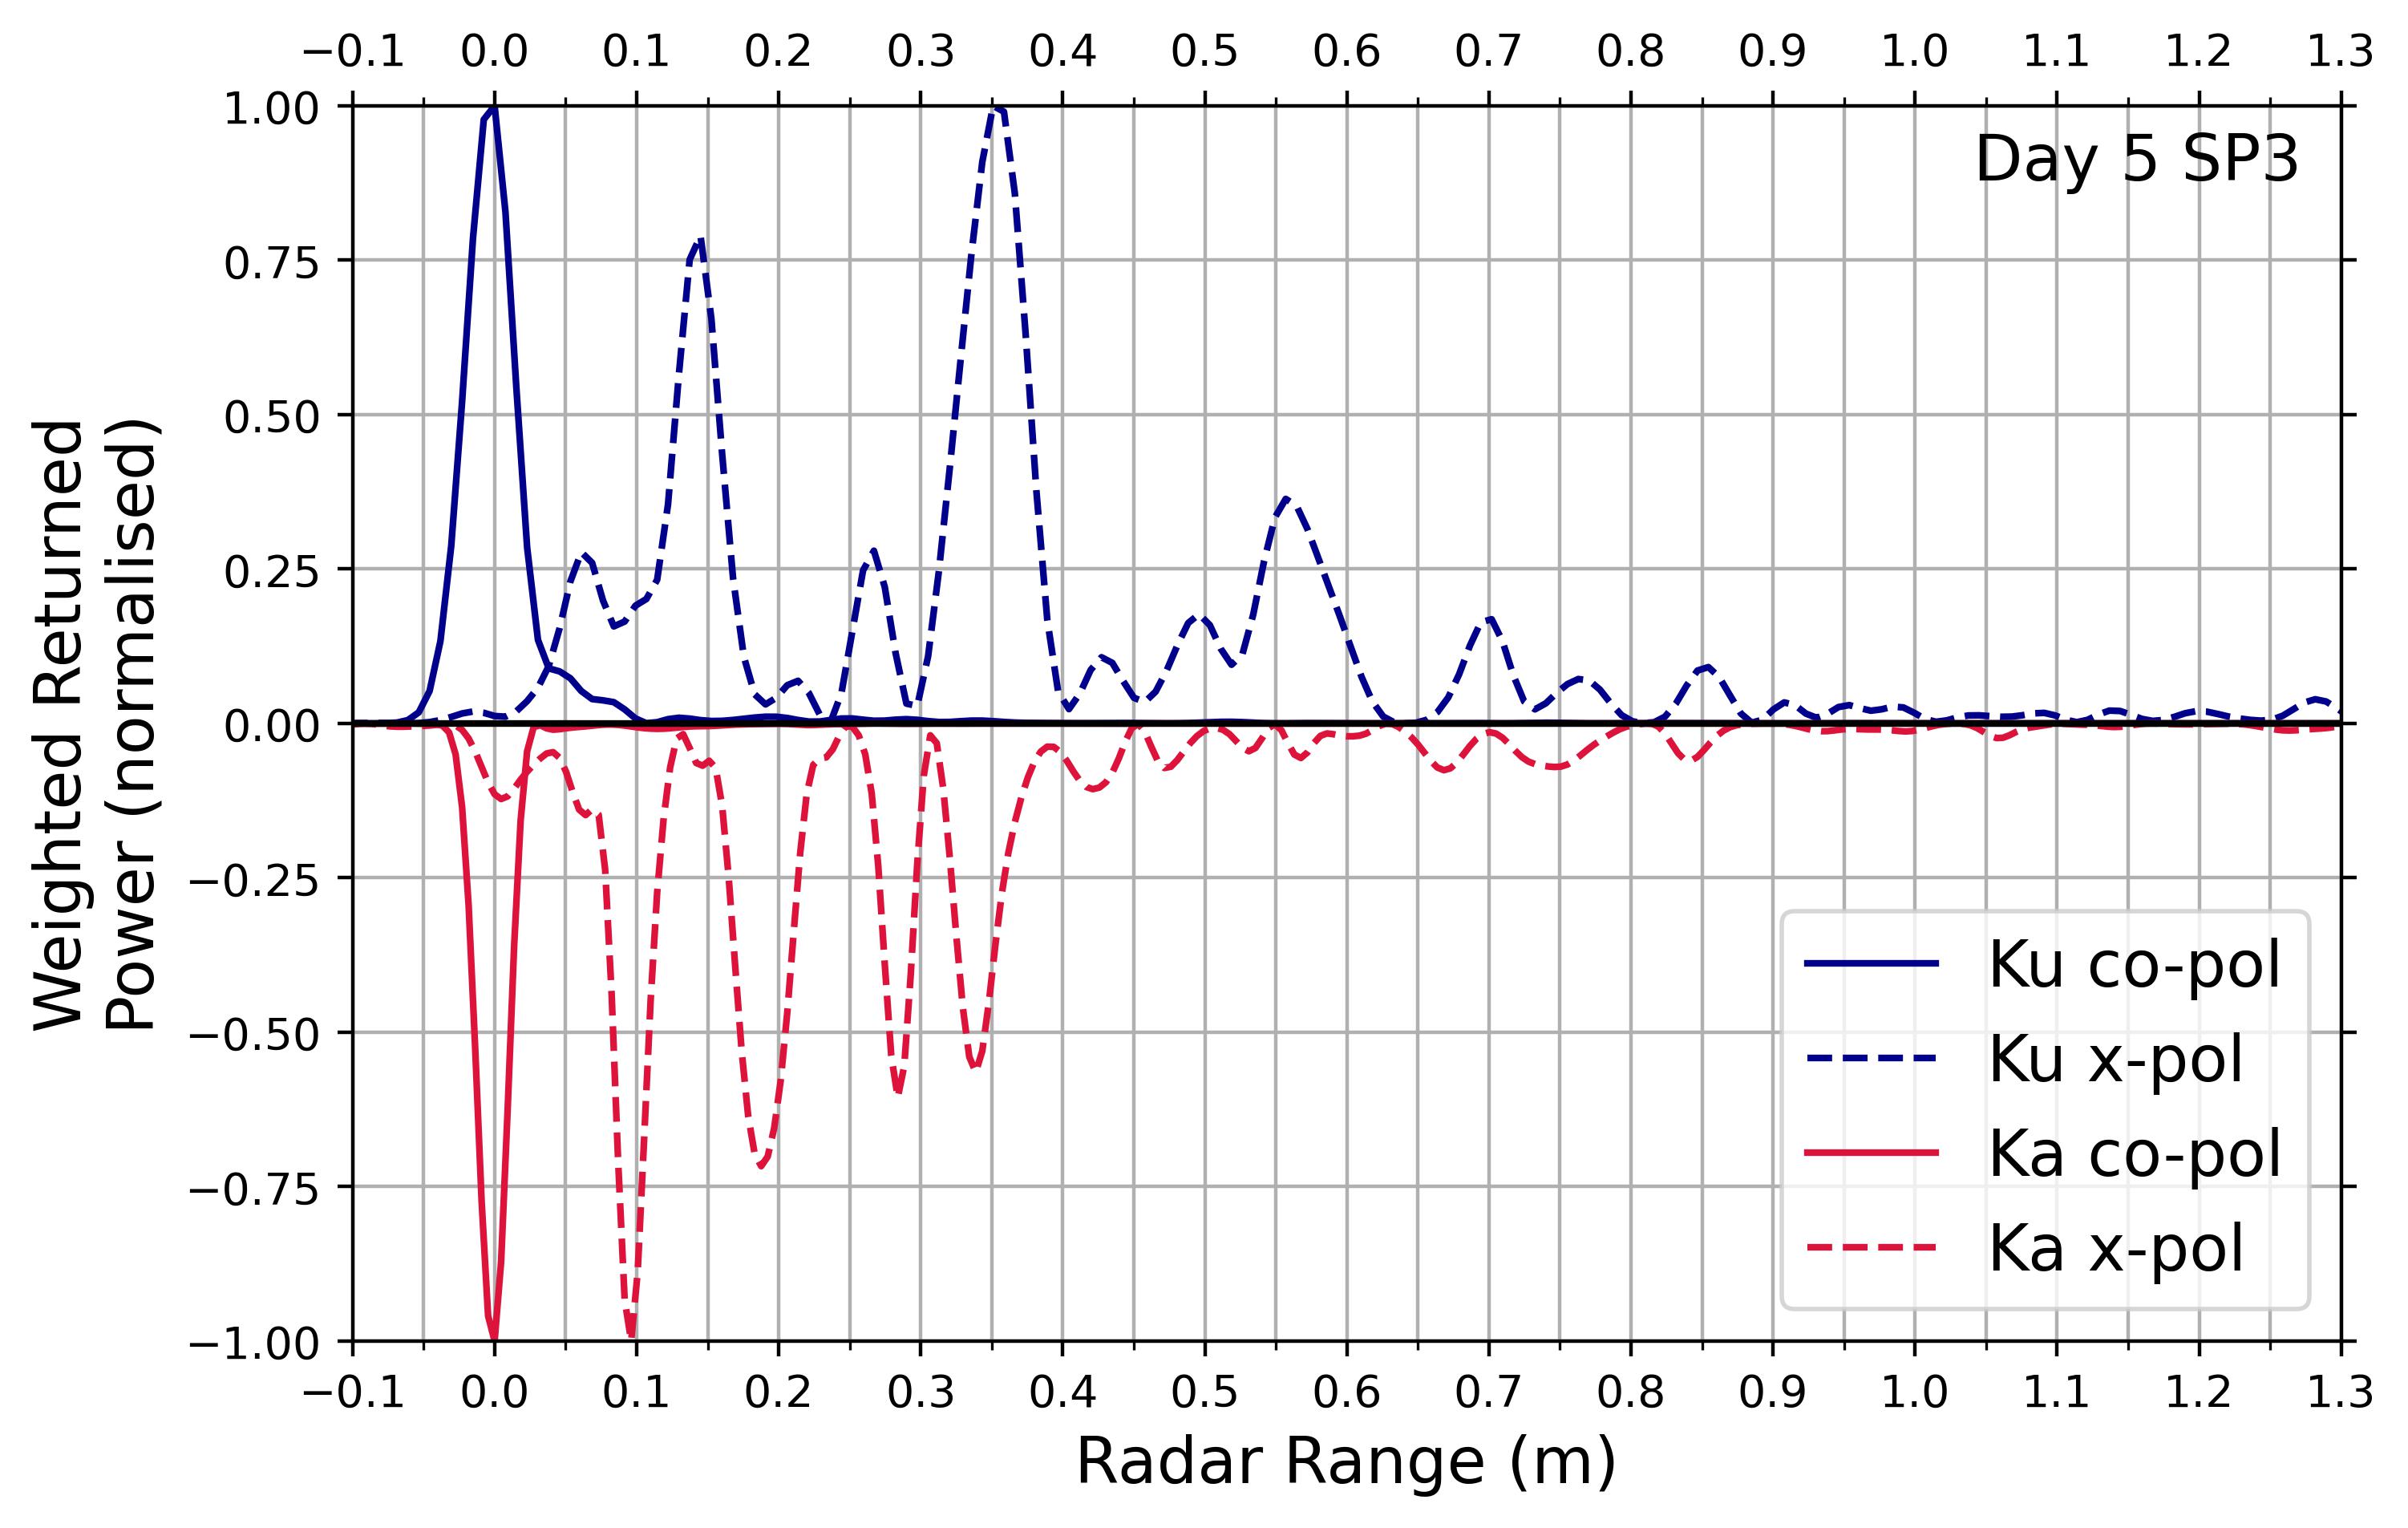 −0.1 0.0 0.1 0.2 0.3 0.4 0.5 0.6 0.7 0.8 0.9 1.0 1.1 1.2 1.3
Day 5 SP3
1.00
0.75
0.50
0.25
0.00
−0.25
−0.50
−0.75
−1.00
Weighted Returned
Power (normalised)
Ku co-pol
Ku x-pol
Ka co-pol
Ka x-pol
−0.1 0.0 0.1 0.2 0.3 0.4 0.5 0.6 0.7 0.8 0.9 1.0 1.1 1.2 1.3
Radar Range (m)